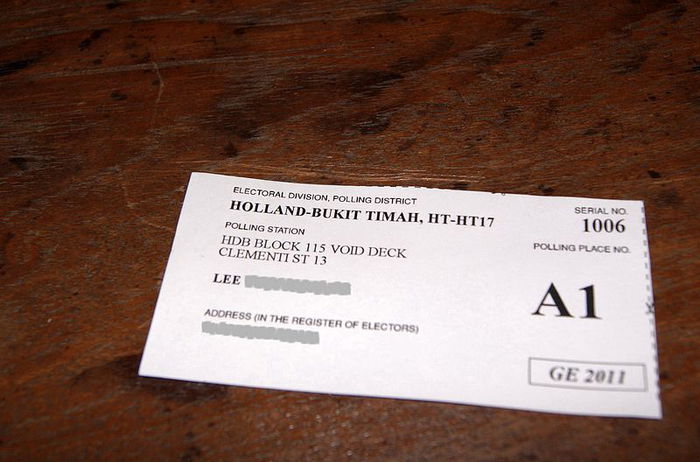 ELECTORAL DIVISION, POLLING DISTRICT
HOLLAND-BUKIT TIMAH, HT-HT17
SERIAL NO.
1006
POLLING STATION
HDB BLOCK 115 VOID DECK
CLEMENTI ST 13
POLLING PLACE NO.
A1
LEE
ADDRESS (IN THE REGISTER OF ELECTORS)
GE 2011